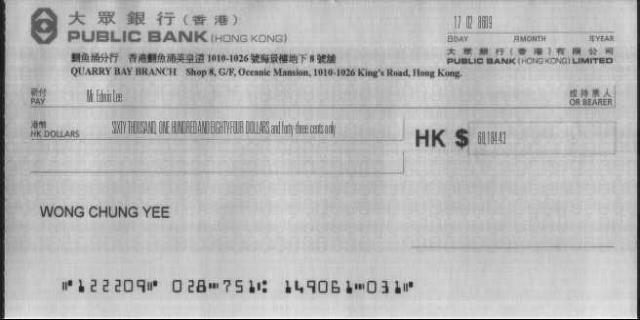 大眾銀行(香港)
PUBLIC BANK (HONG KONG)
鰂魚涌分行 香港鰂魚涌英皇道 1010-1026 號海景樓地下 8 號舖
QUARRY BAY BRANCH Shop 8, G/F, Oceanic Mansion, 1010-1026 King's Road, Hong Kong.
17 02
日DAY 月MONTH 年YEAR
大眾銀行(香港)有限公司
PUBLIC BANK (HONG KONG) LIMITED
祈付
PAY
Mr. Edwin Lee
或持票人
OR BEARER
港幣
HK DOLLARS
SIXTY THOUSAND, ONE HUNDRED AND EIGHTY FOUR DOLLARS and forty-three cents only
HK $ 60,184.43
WONG CHUNG YEE
⑈122209⑈ 028⑉751⑆ 149061⑉031⑈